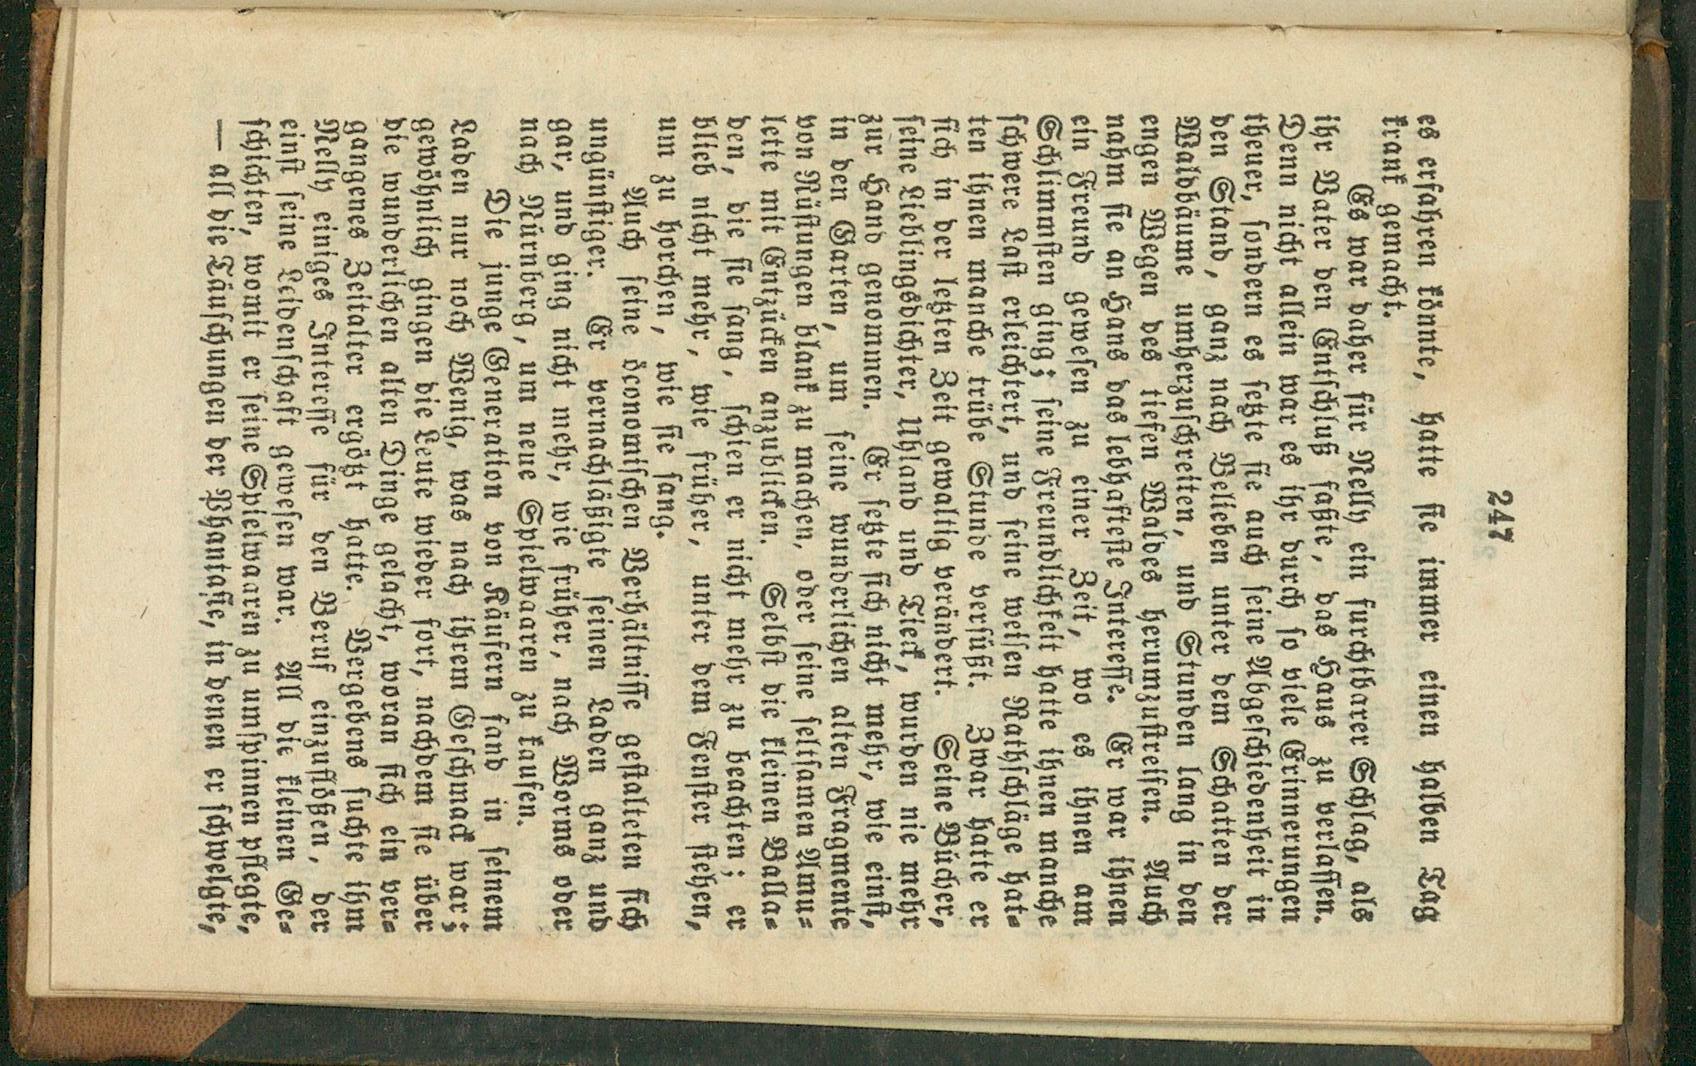 247
es erfahren könnte, hatte sie immer einen halben Tag
krank gemacht.
Es war daher für Nelly ein furchtbarer Schlag, als
ihr Vater den Entschluß faßte, das Haus zu verlassen.
Denn nicht allein war es ihr durch so viele Erinnerungen
theuer, sondern es setzte sie auch seine Abgeschiedenheit in
den Stand, ganz nach Belieben unter dem Schatten der
Waldbäume umherzuschreiten, und Stunden lang in den
engen Wegen des tiefen Waldes herumzustreifen. Auch
nahm sie an Hans das lebhafteste Interesse. Er war ihnen
ein Freund gewesen zu einer Zeit, wo es ihnen am
Schlimmsten ging; seine Freundlichkeit hatte ihnen manche
schwere Last erleichtert, und seine weisen Rathschläge hat-
ten ihnen manche trübe Stunde versüßt. Zwar hatte er
sich in der letzten Zeit gewaltig verändert. Seine Bücher,
seine Lieblingsdichter, Uhland und Tieck, wurden nie mehr
zur Hand genommen. Er setzte sich nicht mehr, wie einst,
in den Garten, um seine wunderlichen alten Fragmente
von Rüstungen blank zu machen, oder seine seltsamen Amu-
lette mit Entzücken anzublicken. Selbst die kleinen Balla-
den, die sie sang, schien er nicht mehr zu beachten; er
blieb nicht mehr, wie früher, unter dem Fenster stehen,
um zu horchen, wie sie sang.
Auch seine öconomischen Verhältnisse gestalteten sich
ungünstiger. Er vernachläßigte seinen Laden ganz und
gar, und ging nicht mehr, wie früher, nach Worms oder
nach Nürnberg, um neue Spielwaaren zu kaufen.
Die junge Generation von Käufern fand in seinem
Laden nur noch Wenig, was nach ihrem Geschmack war;
gewöhnlich gingen die Leute wieder fort, nachdem sie über
die wunderlichen alten Dinge gelacht, woran sich ein ver-
gangenes Zeitalter ergötzt hatte. Vergebens suchte ihm
Nelly einiges Interesse für den Beruf einzuflößen, der
einst seine Leidenschaft gewesen war. All die kleinen Ge-
schichten, womit er seine Spielwaren zu umspinnen pflegte,
— all die Täuschungen der Phantasie, in denen er schwelgte,